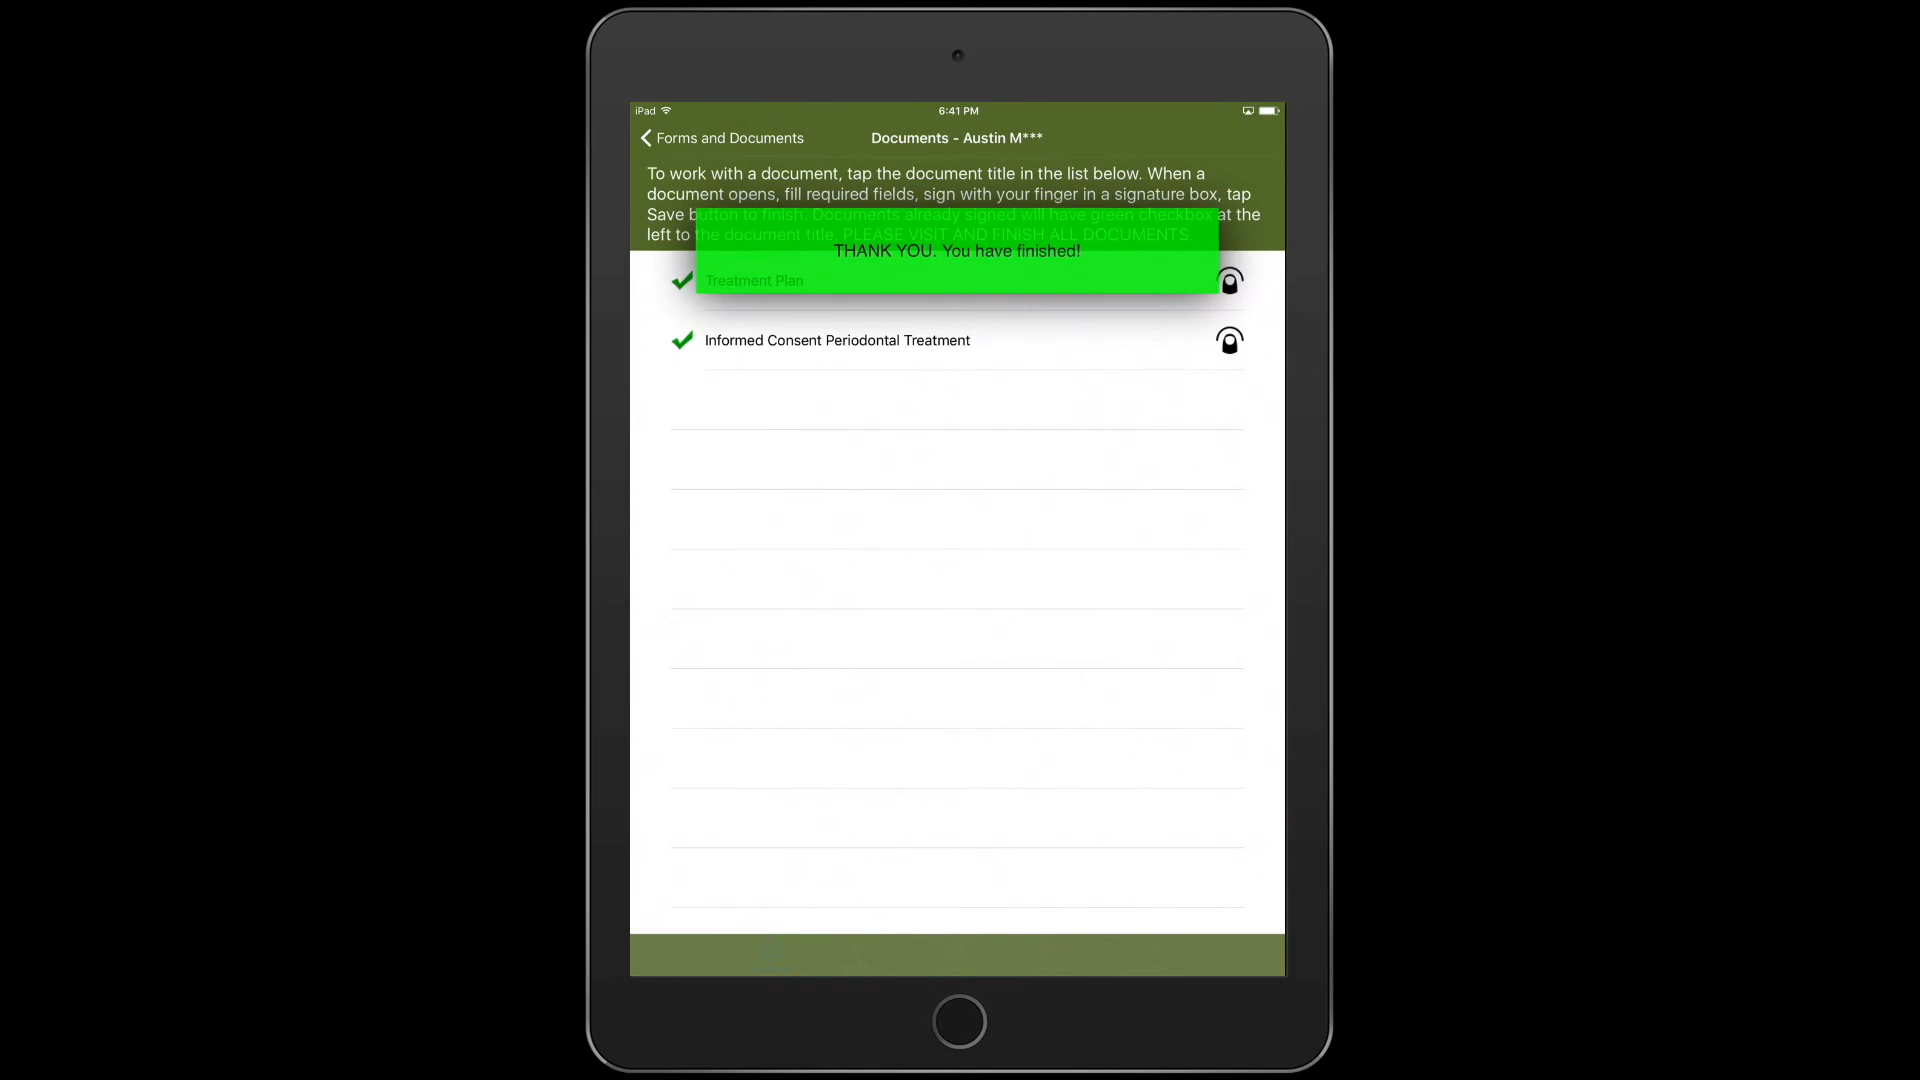 iPad 6:41 PM
Forms and Documents Documents - Austin M***
To work with a document, tap the document title in the list below. When a
document opens, fill required fields, sign with your finger in a signature box, tap
Save button to finish. Documents already signed will have green checkbox at the
left to the document title. PLEASE VISIT AND FINISH ALL DOCUMENTS.
THANK YOU. You have finished!
Treatment Plan
Informed Consent Periodontal Treatment